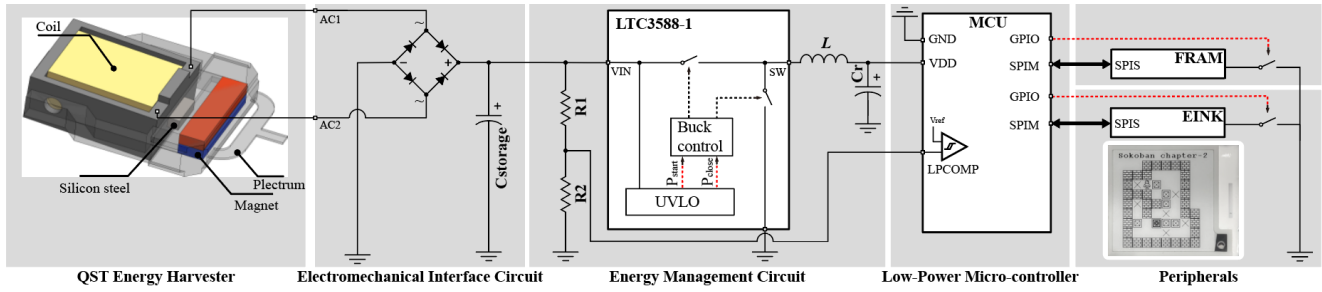 Coil
Silicon steel
Magnet
Plectrum
QST Energy Harvester
AC1
AC2
~
~
-
+
+
Cstorage
Electromechanical Interface Circuit
R1
R2
LTC3588-1
VIN
SW
Buck
control
Pstart
Pclose
UVLO
L
Cr
+
Energy Management Circuit
MCU
GND
VDD
Vref
LPCOMP
GPIO
SPIM
GPIO
SPIM
Low-Power Micro-controller
SPIS
FRAM
SPIS
EINK
Sokoban chapter-2
Peripherals